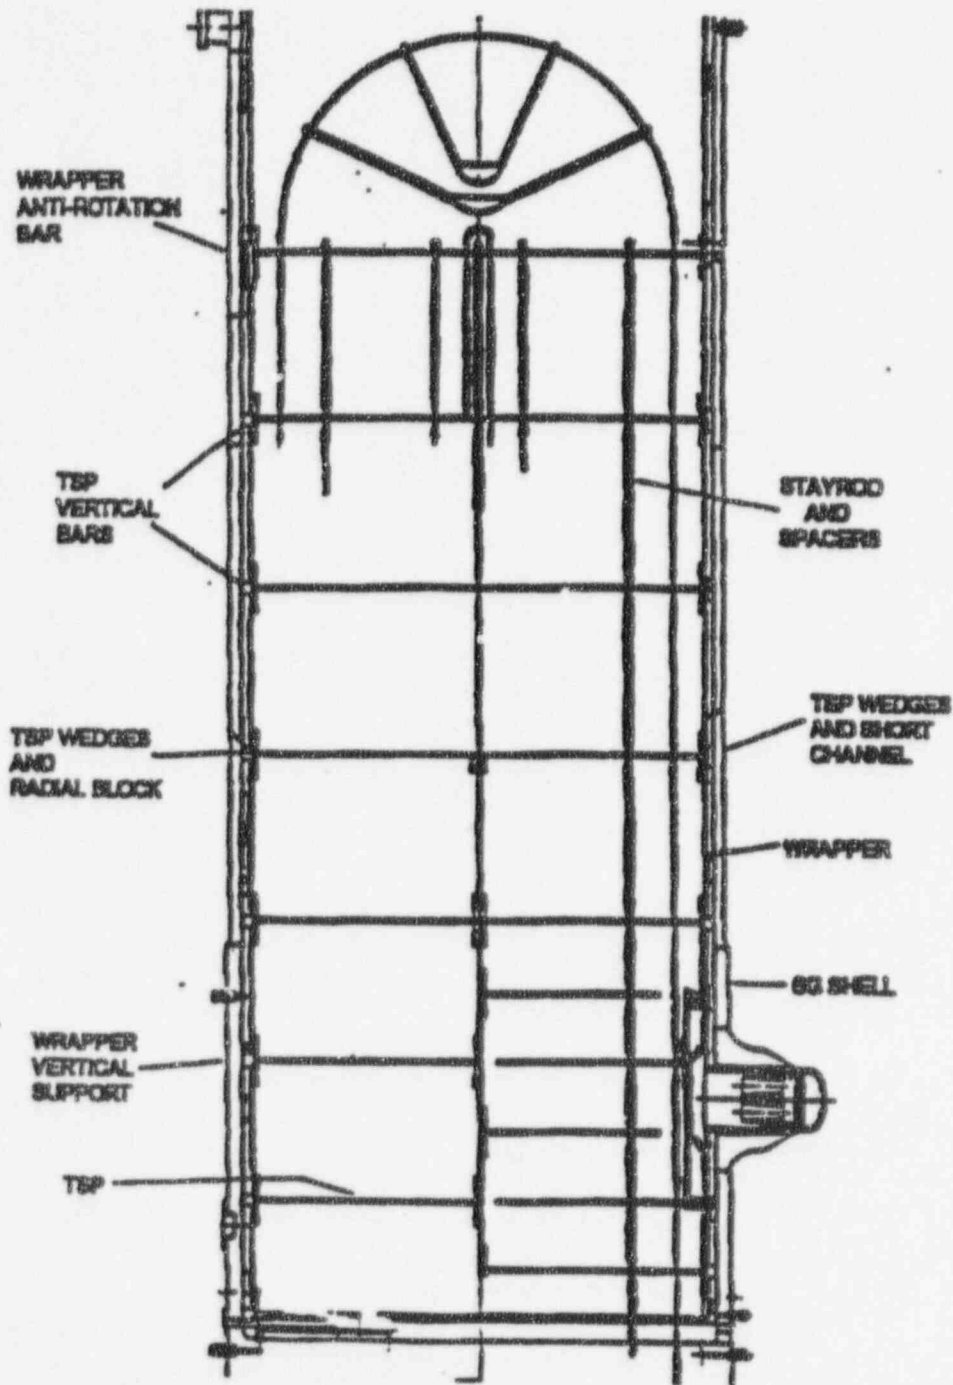 WRAPPER
ANTI-ROTATION
BAR
TSP
VERTICAL
BARS
STAYROD
AND
SPACERS
TSP WEDGES
AND
RADIAL BLOCK
TSP WEDGES
AND SHORT
CHANNEL
WRAPPER
SG SHELL
WRAPPER
VERTICAL
SUPPORT
TSP